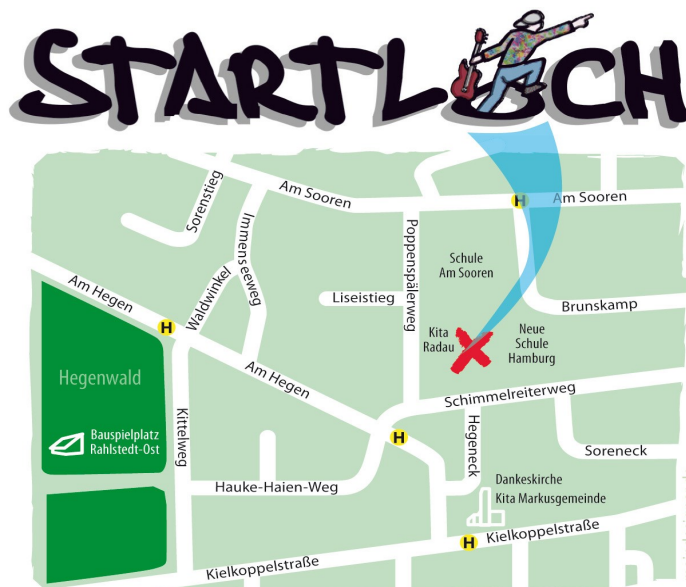 STARTLOCH
Am Sooren
H
Am Sooren
Sorenstieg
Immenseeweg
Poppenspälerweg
Schule
Am Sooren
Waldwinkel
Am Hegen
Liseistieg
Brunskamp
H
Kita
Radau
Neue
Schule
Hamburg
Hegenwald
Am Hegen
Schimmelreiterweg
Bauspielplatz
Rahlstedt-Ost
Kittelweg
H
Hegeneck
Soreneck
Hauke-Haien-Weg
Dankeskirche
Kita Markusgemeinde
H
Kielkoppelstraße
Kielkoppelstraße